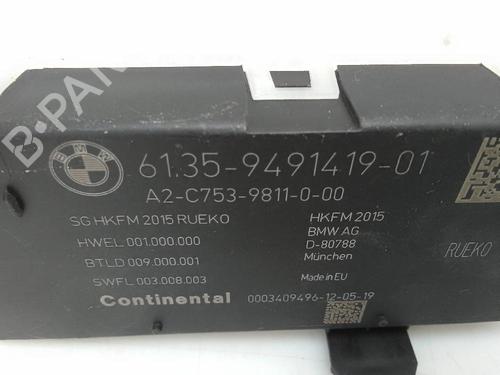 B-PARTS
BMW
61.35-9491419-01
A2-C753-9811-0-00
SG HKFM 2015 RUEKO
HWEL 001.000.000
BTLD 009.000.001
SWFL 003.008.003
HKFM 2015
BMW AG
D-80788
München
Made in EU
RUEKO
Continental 0003409496-12-05-19